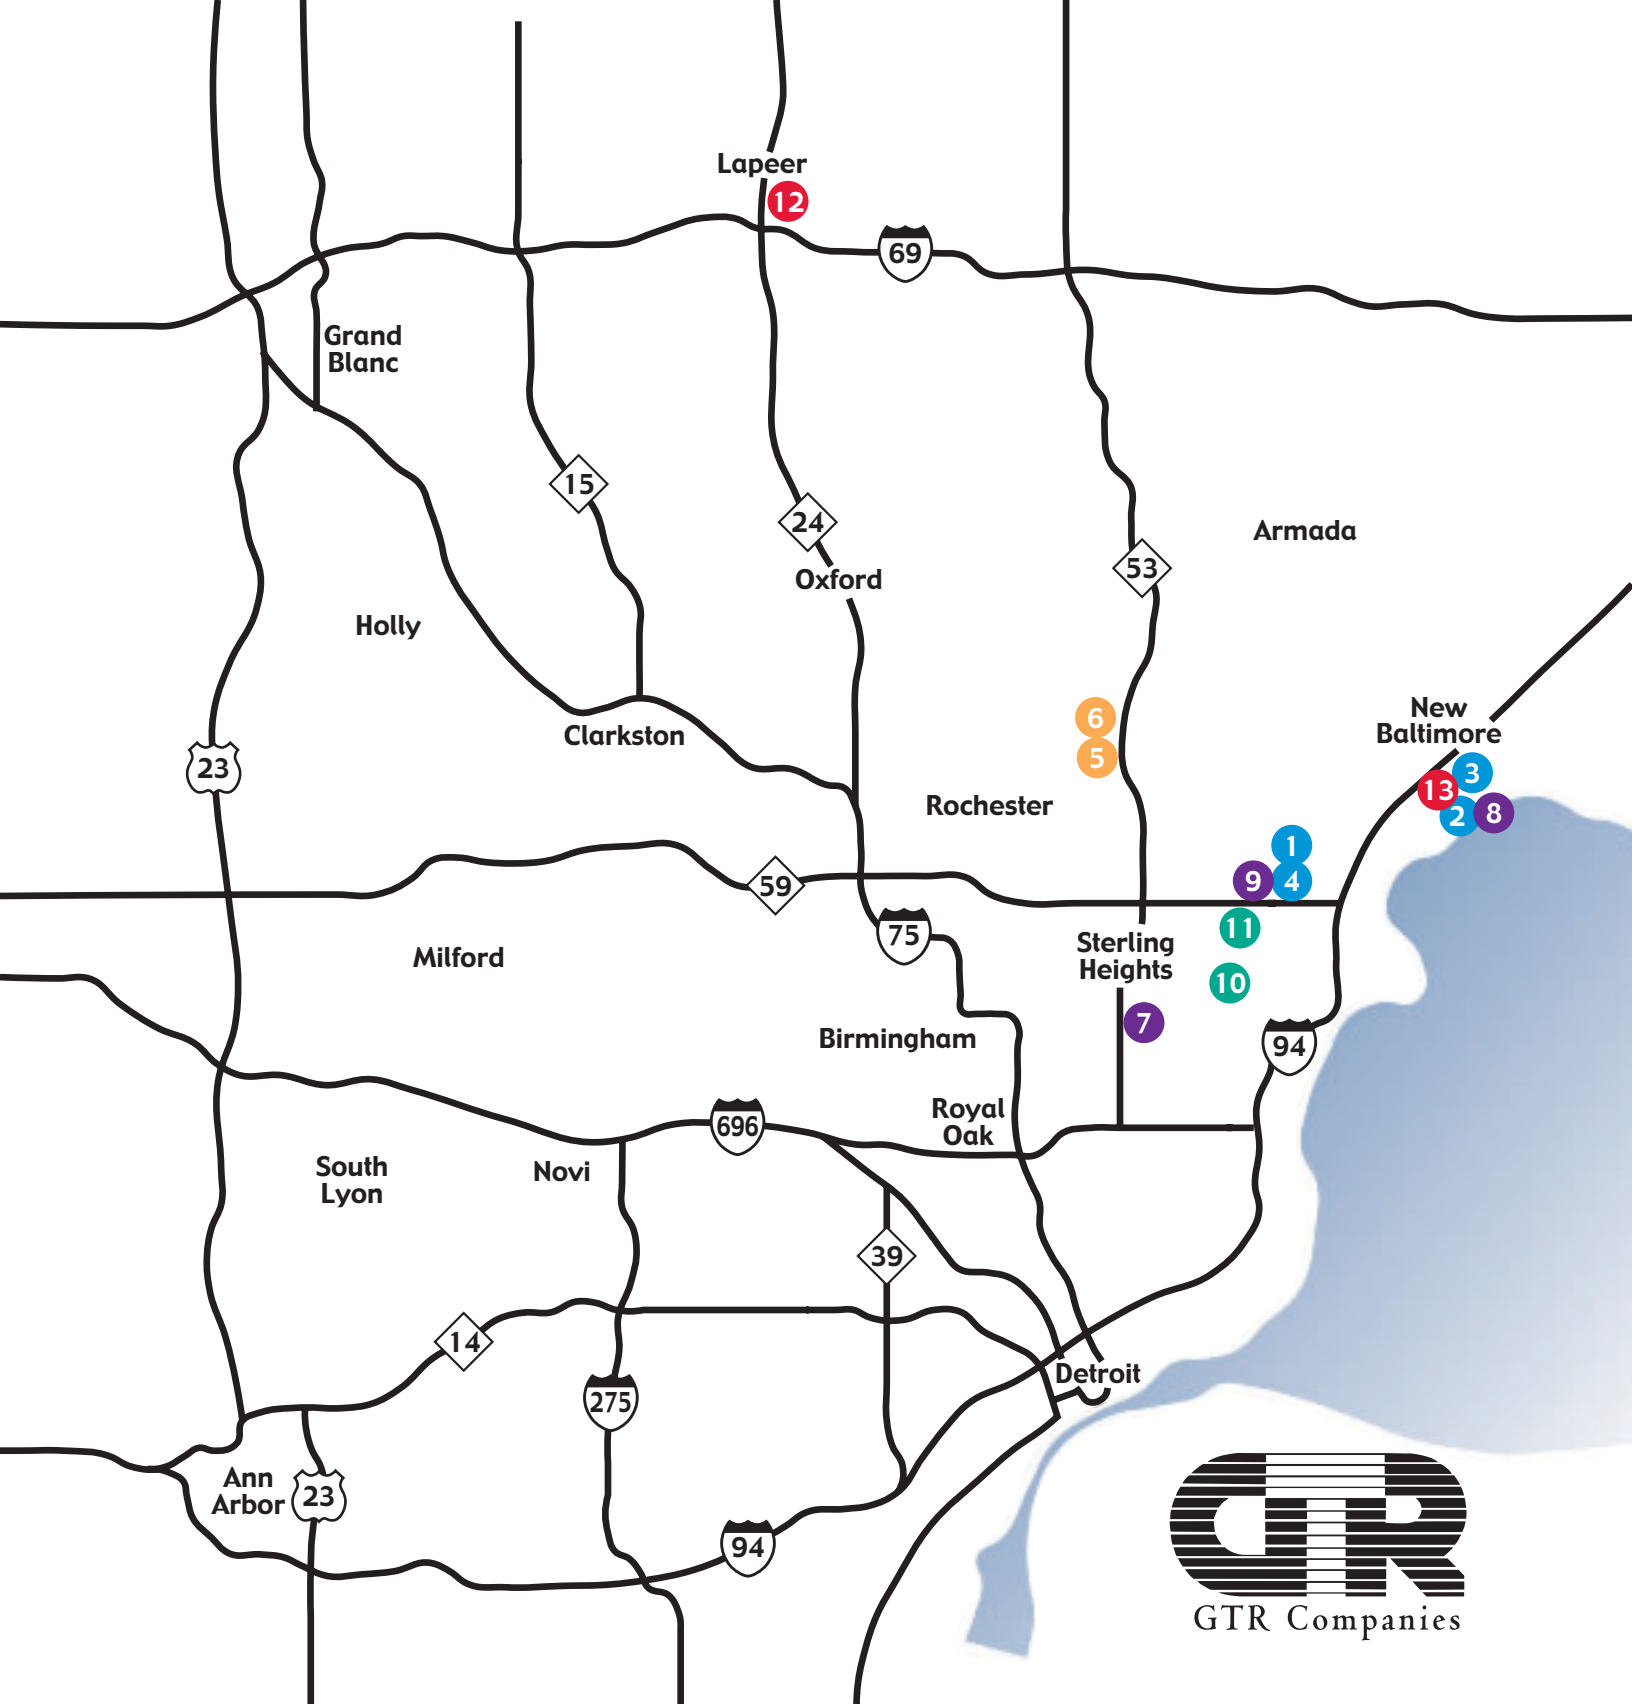 Lapeer
12
69
Grand
Blanc
15
24
Armada
53
Oxford
Holly
6
New
Baltimore
Clarkston
5
23
3
13
Rochester
2
8
1
59
9
4
11
75
Sterling
Heights
Milford
10
7
Birmingham
94
Royal
Oak
696
South
Lyon
Novi
39
14
Detroit
275
Ann
Arbor
23
94
GTR
GTR Companies